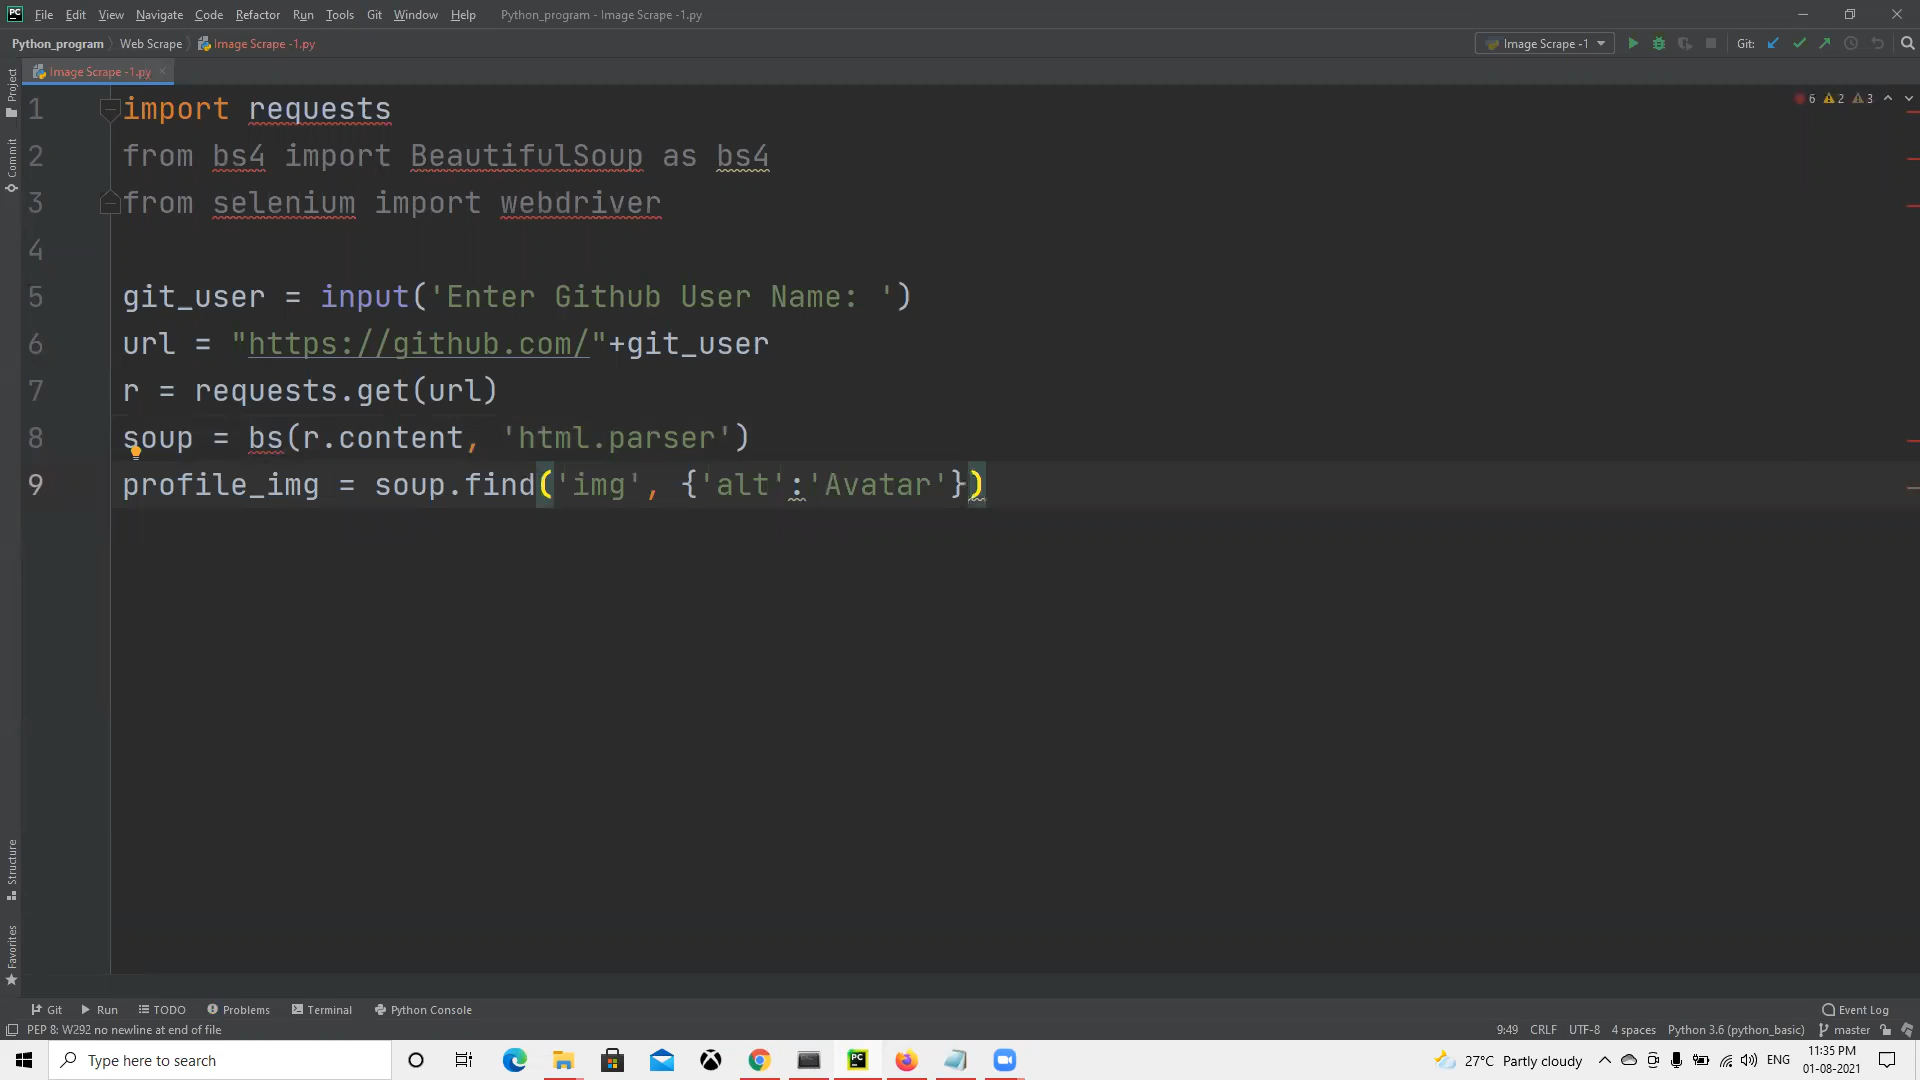 PC File Edit View Navigate Code Refactor Run Tools Git Window Help Python_program - Image Scrape -1.py
Python_program Web Scrape Image Scrape -1.py Image Scrape -1 Git:
Image Scrape -1.py
Project
Commit
6 2 3
1 import requests
2 from bs4 import BeautifulSoup as bs4
3 from selenium import webdriver
4
5 git_user = input('Enter Github User Name: ')
6 url = "https://github.com/"+git_user
7 r = requests.get(url)
8 soup = bs(r.content, 'html.parser')
9 profile_img = soup.find('img', {'alt':'Avatar'})
Structure
Favorites
Git Run TODO Problems Terminal Python Console Event Log
PEP 8: W292 no newline at end of file 9:49 CRLF UTF-8 4 spaces Python 3.6 (python_basic) master
Type here to search PC 27°C Partly cloudy ENG 11:35 PM
01-08-2021